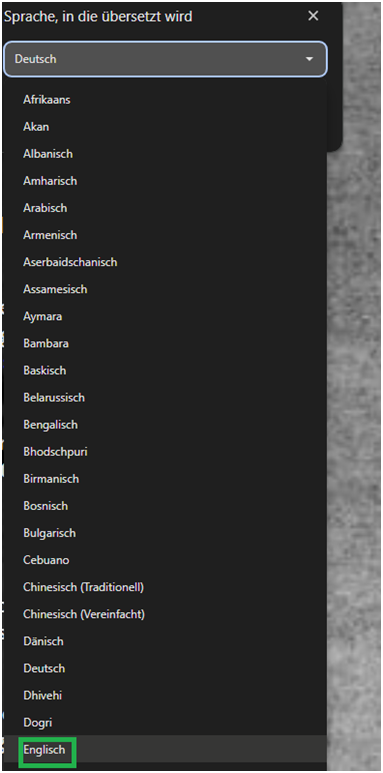 Sprache, in die übersetzt wird
Deutsch
Afrikaans
Akan
Albanisch
Amharisch
Arabisch
Armenisch
Aserbaidschanisch
Assamesisch
Aymara
Bambara
Baskisch
Belarussisch
Bengalisch
Bhodschpuri
Birmanisch
Bosnisch
Bulgarisch
Cebuano
Chinesisch (Traditionell)
Chinesisch (Vereinfacht)
Dänisch
Deutsch
Dhivehi
Dogri
Englisch